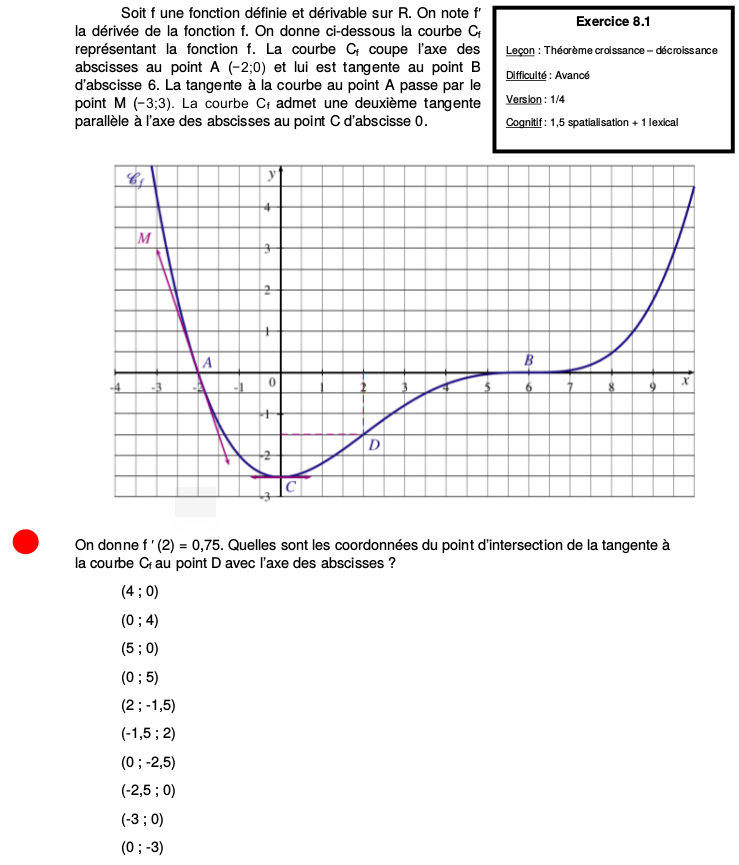 Soit f une fonction définie et dérivable sur R. On note f′
la dérivée de la fonction f. On donne ci-dessous la courbe Cf
représentant la fonction f. La courbe Cf coupe l'axe des
abscisses au point A (−2;0) et lui est tangente au point B
d'abscisse 6. La tangente à la courbe au point A passe par le
point M (−3;3). La courbe Cf admet une deuxième tangente
parallèle à l'axe des abscisses au point C d'abscisse 0.
Exercice 8.1
Leçon : Théorème croissance – décroissance
Difficulté : Avancé
Version : 1/4
Cognitif : 1,5 spatialisation + 1 lexical
𝒞f
y
4
M
3
2
1
A
B
-4 -3 -2 -1 0 1 2 3 4 5 6 7 8 9 x
-1
D
-2
C
-3
On donne f ′ (2) = 0,75. Quelles sont les coordonnées du point d'intersection de la tangente à
la courbe Cf au point D avec l'axe des abscisses ?
(4 ; 0)
(0 ; 4)
(5 ; 0)
(0 ; 5)
(2 ; -1,5)
(-1,5 ; 2)
(0 ; -2,5)
(-2,5 ; 0)
(-3 ; 0)
(0 ; -3)